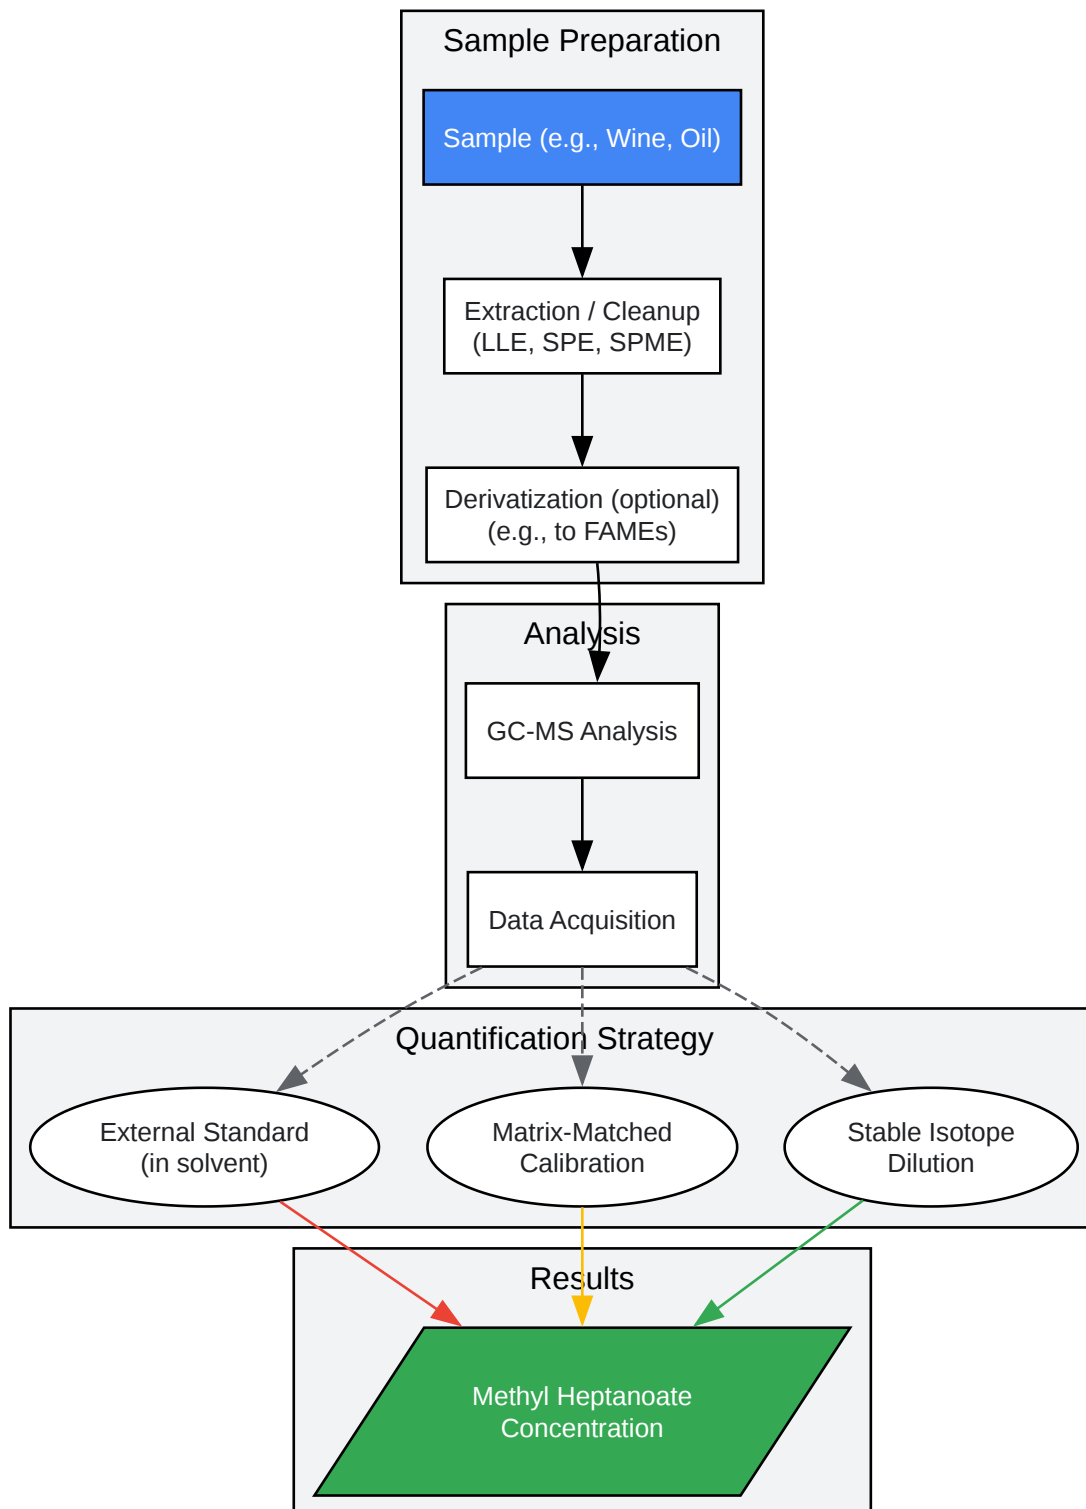 Sample Preparation
Sample (e.g., Wine, Oil)
Extraction / Cleanup
(LLE, SPE, SPME)
Derivatization (optional)
(e.g., to FAMEs)
Analysis
GC-MS Analysis
Data Acquisition
Quantification Strategy
External Standard
(in solvent)
Matrix-Matched
Calibration
Stable Isotope
Dilution
Results
Methyl Heptanoate
Concentration